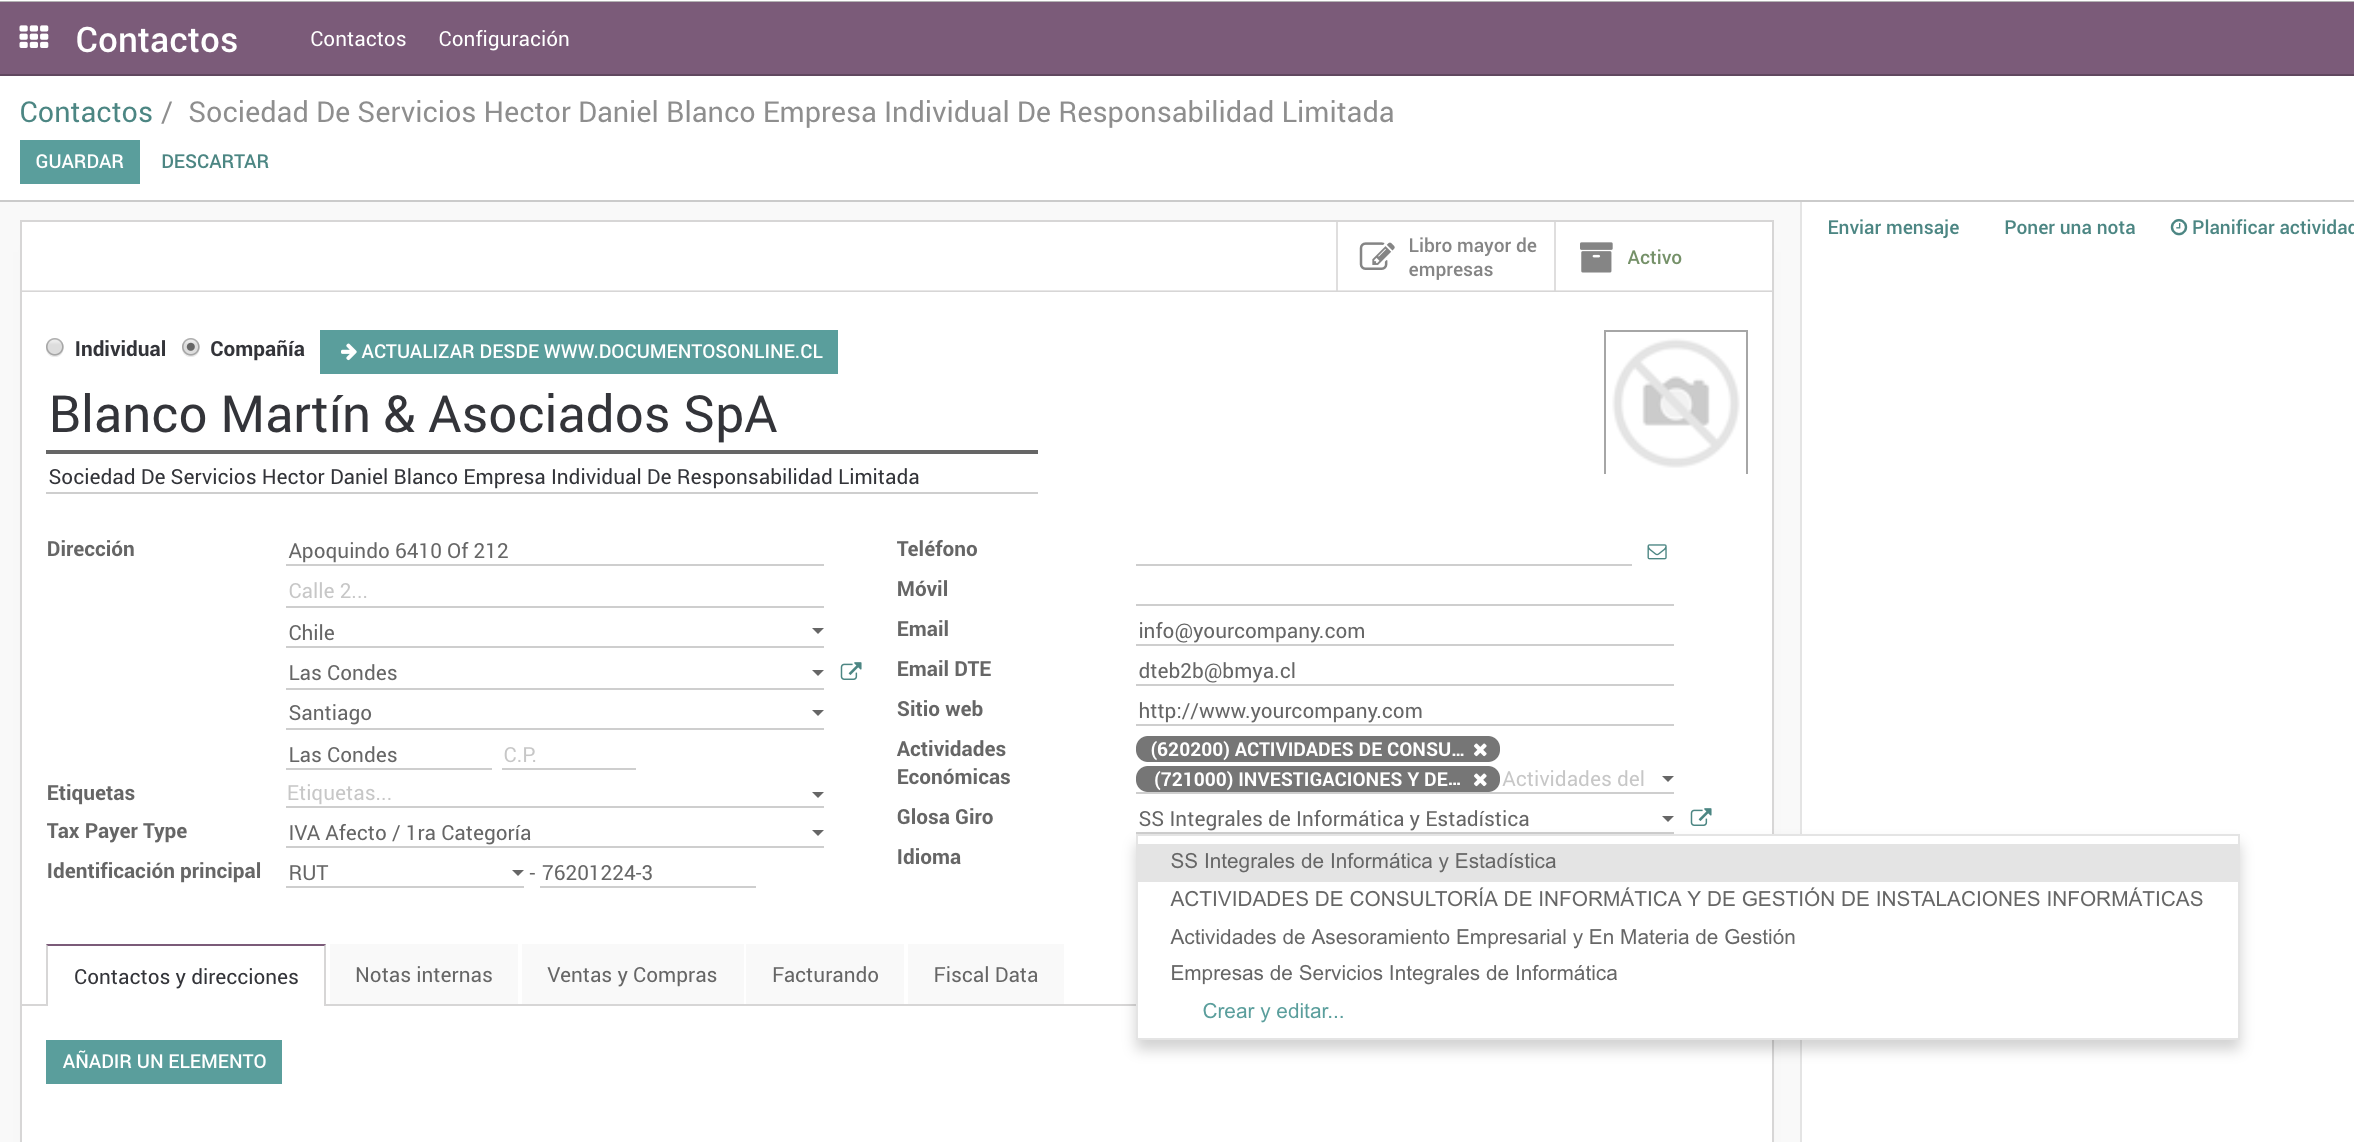 Contactos Contactos Configuración
Contactos / Sociedad De Servicios Hector Daniel Blanco Empresa Individual De Responsabilidad Limitada
GUARDAR DESCARTAR
Enviar mensaje Poner una nota Planificar actividad
Libro mayor de
empresas
Activo
Individual Compañía ACTUALIZAR DESDE WWW.DOCUMENTOSONLINE.CL
Blanco Martín & Asociados SpA
Sociedad De Servicios Hector Daniel Blanco Empresa Individual De Responsabilidad Limitada
Dirección Apoquindo 6410 Of 212
Calle 2...
Chile
Las Condes
Santiago
Las Condes C.P.
Etiquetas Etiquetas...
Tax Payer Type IVA Afecto / 1ra Categoría
Identificación principal RUT - 76201224-3
Teléfono
Móvil
Email info@yourcompany.com
Email DTE dteb2b@bmya.cl
Sitio web http://www.yourcompany.com
Actividades (620200) ACTIVIDADES DE CONSU...
Económicas (721000) INVESTIGACIONES Y DE... Actividades del
Glosa Giro SS Integrales de Informática y Estadística
Idioma
SS Integrales de Informática y Estadística
ACTIVIDADES DE CONSULTORÍA DE INFORMÁTICA Y DE GESTIÓN DE INSTALACIONES INFORMÁTICAS
Actividades de Asesoramiento Empresarial y En Materia de Gestión
Empresas de Servicios Integrales de Informática
Crear y editar...
Contactos y direcciones Notas internas Ventas y Compras Facturando Fiscal Data
AÑADIR UN ELEMENTO